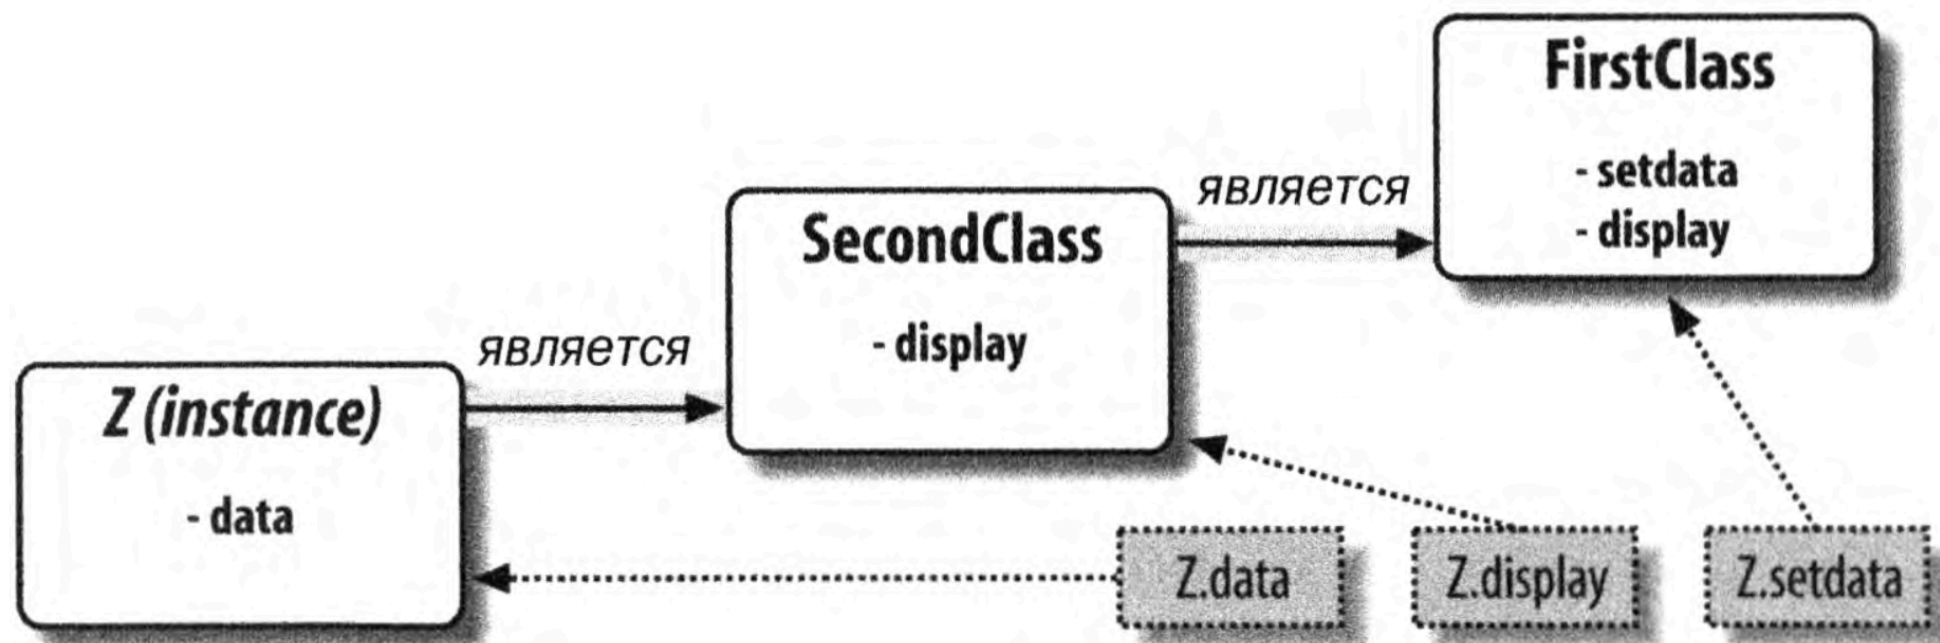 FirstClass
- setdata
- display
является
SecondClass
- display
является
Z (instance)
- data
Z.data
Z.display
Z.setdata